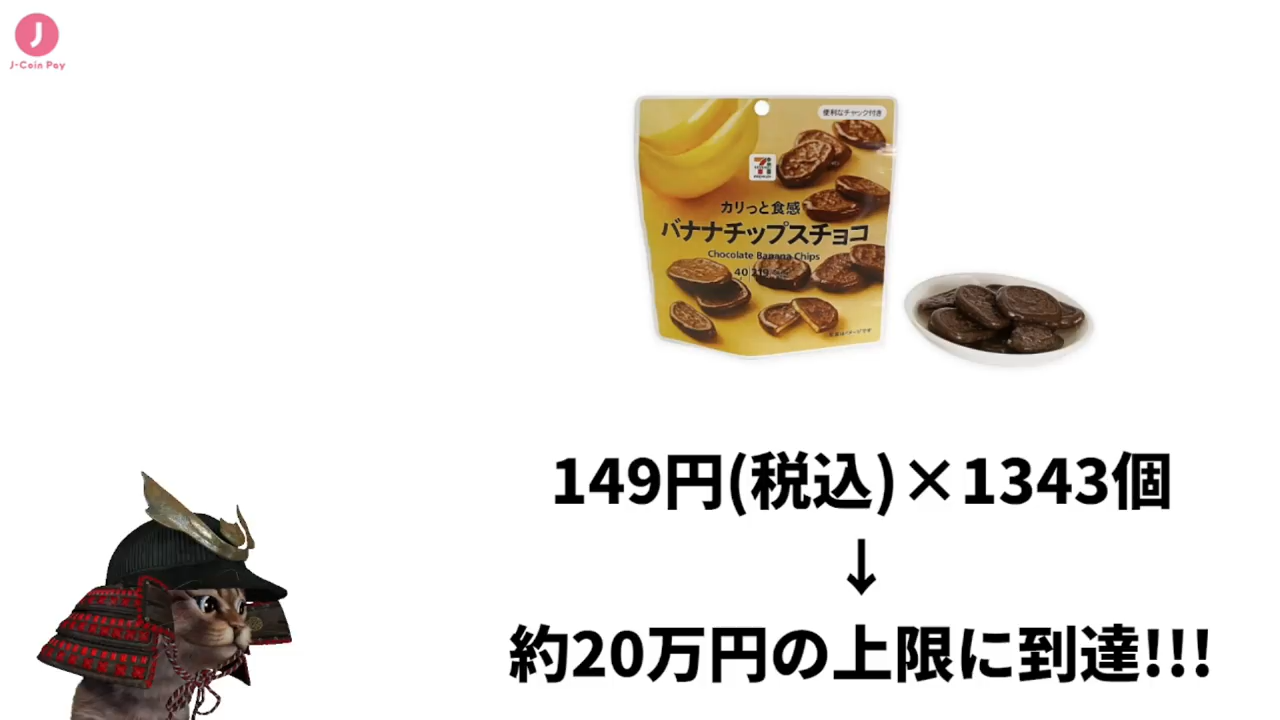 J-Coin Pay
便利なチャック付き
カリっと食感
バナナチップスチョコ
Chocolate Banana Chips
149円(税込)×1343個
↓
約20万円の上限に到達!!!